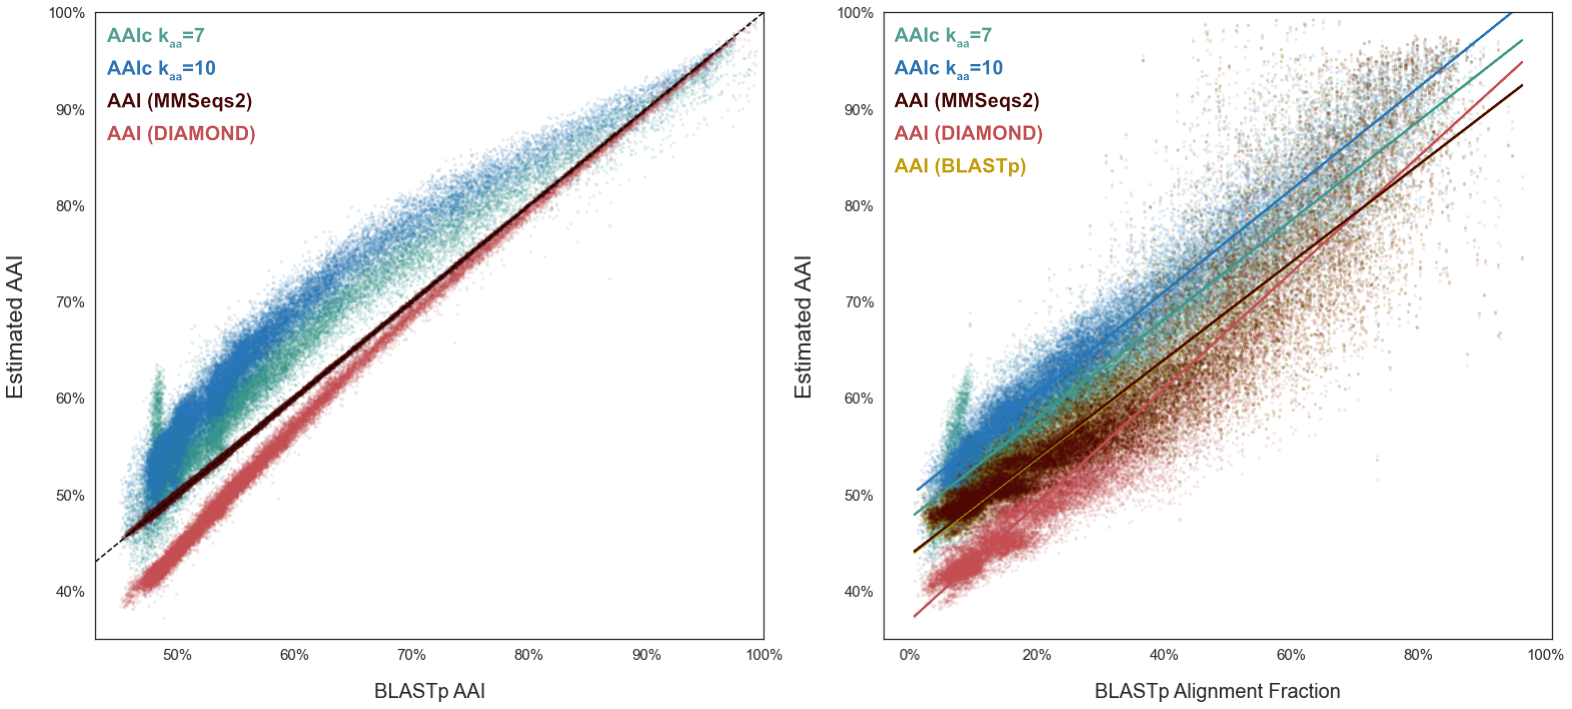 100%
90%
80%
70%
60%
50%
40%
Estimated AAI
AAIc kaa=7
AAIc kaa=10
AAI (MMSeqs2)
AAI (DIAMOND)
50%
60%
70%
80%
90%
100%
BLASTp AAI
100%
90%
80%
70%
60%
50%
40%
Estimated AAI
AAIc kaa=7
AAIc kaa=10
AAI (MMSeqs2)
AAI (DIAMOND)
AAI (BLASTp)
0%
20%
40%
60%
80%
100%
BLASTp Alignment Fraction